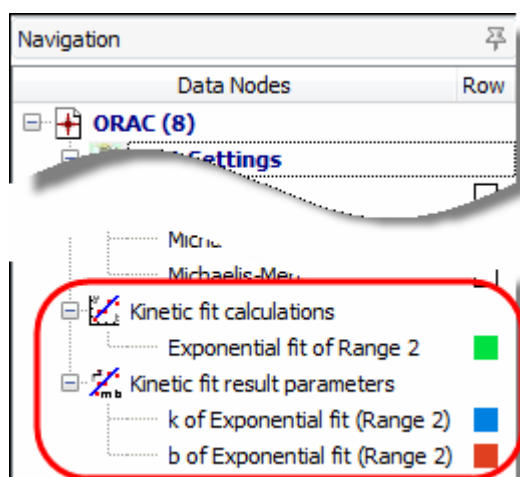 Navigation
Data Nodes Row
ORAC (8)
Settings
Kinetic fit calculations
Exponential fit of Range 2
Kinetic fit result parameters
k of Exponential fit (Range 2)
b of Exponential fit (Range 2)